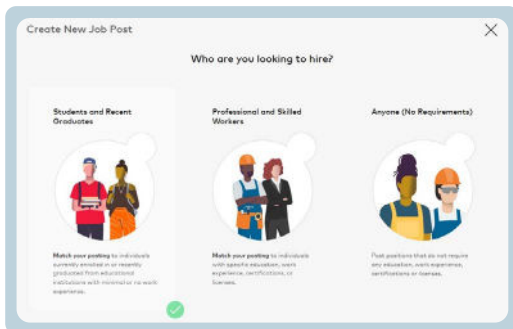 Create New Job Post
Who are you looking to hire?
Students and Recent
Graduates
Match your posting to individuals
currently enrolled in or recently
graduated from educational
institutions with minimal or no work
experience.
Professional and Skilled
Workers
Match your posting to individuals
with specific education, work
experience, certifications, or
licenses.
Anyone (No Requirements)
Post positions that do not require
any education, work experience,
certifications or licenses.